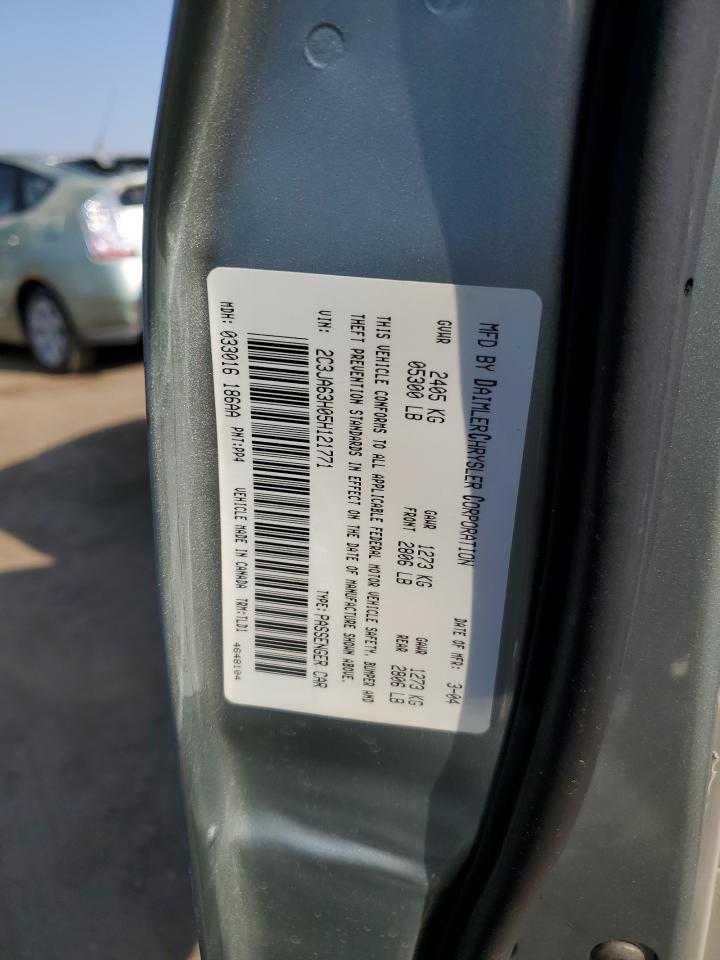 MFD BY DAIMLERCHRYSLER CORPORATION DATE OF MFR: 3-04
GVWR 2405 KG GAWR 1273 KG GAWR 1273 KG
05300 LB FRONT 2806 LB REAR 2806 LB
THIS VEHICLE CONFORMS TO ALL APPLICABLE FEDERAL MOTOR VEHICLE SAFETY, BUMPER AND
THEFT PREVENTION STANDARDS IN EFFECT ON THE DATE OF MANUFACTURE SHOWN ABOVE.
VIN: 2C3JA63H05H121771 TYPE: PASSENGER CAR
MDH: 033016 186AA PNT:PP4 VEHICLE MADE IN CANADA TRM:TLD1 4648104